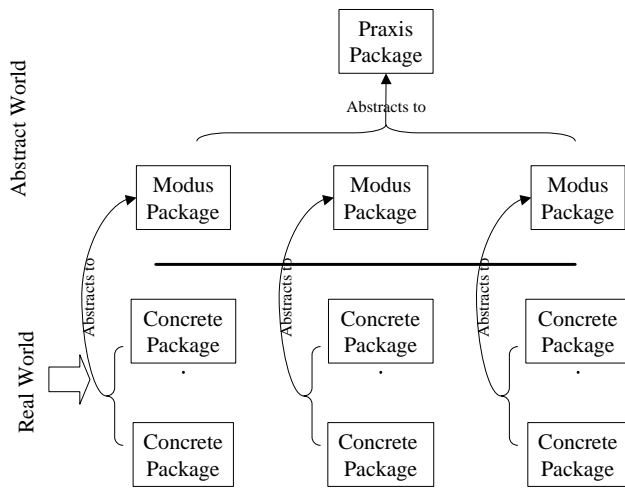 Praxis
Package
Abstracts to
Abstract World
Modus
Package
Modus
Package
Modus
Package
Abstracts to
Abstracts to
Abstracts to
Real World
Concrete
Package
Concrete
Package
Concrete
Package
.
.
.
Concrete
Package
Concrete
Package
Concrete
Package